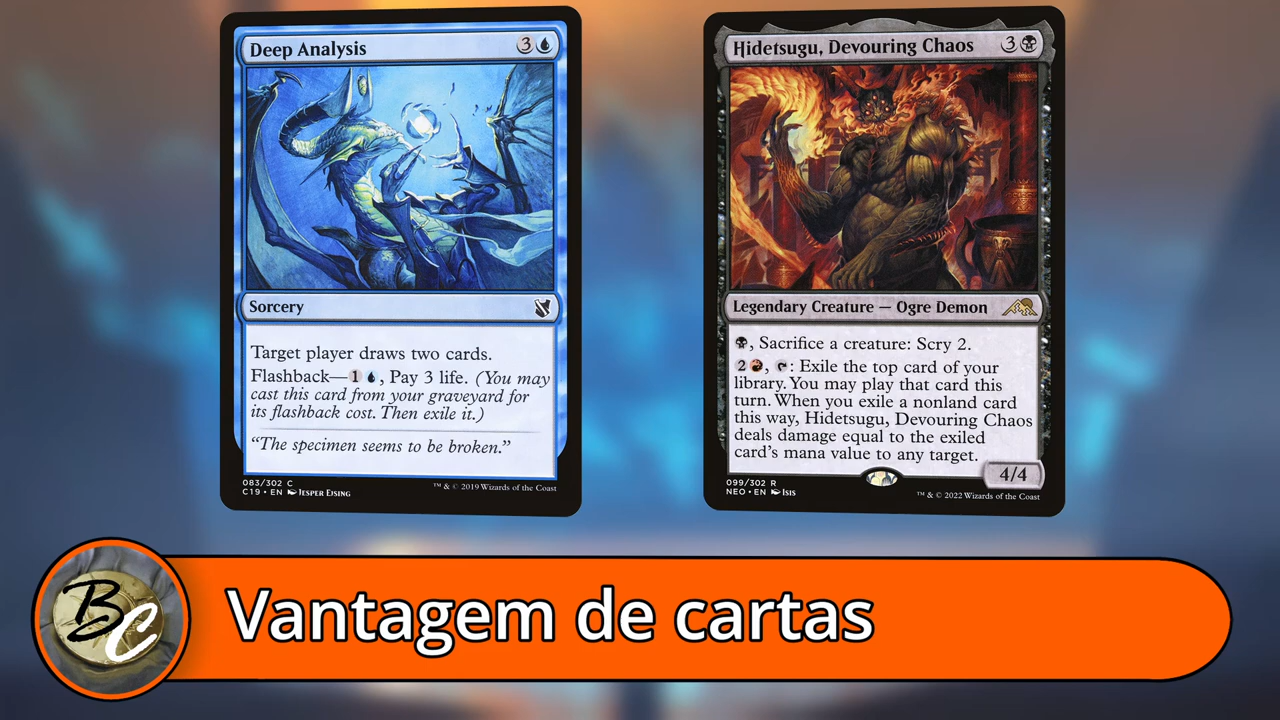 Deep Analysis 3
Sorcery
Target player draws two cards.
Flashback—1, Pay 3 life. (You may
cast this card from your graveyard for
its flashback cost. Then exile it.)
“The specimen seems to be broken.”
083/302 C
C19 • EN Jesper Eising
™ & © 2019 Wizards of the Coast
Hidetsugu, Devouring Chaos 3
Legendary Creature — Ogre Demon
, Sacrifice a creature: Scry 2.
2, : Exile the top card of your
library. You may play that card this
turn. When you exile a nonland card
this way, Hidetsugu, Devouring Chaos
deals damage equal to the exiled
card’s mana value to any target.
4/4
099/302 R
NEO • EN Isis
™ & © 2022 Wizards of the Coast
BC
Vantagem de cartas